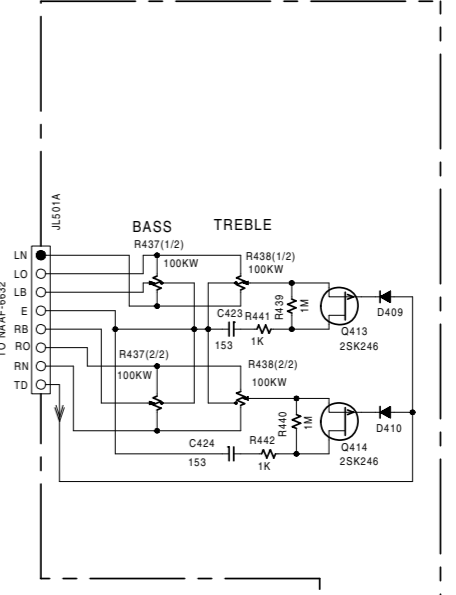 JL501A
BASS TREBLE
R437(1/2)
100KW
R438(1/2)
100KW
LN
LO
LB
E
RB
RO
RN
TD
TO NAAF-6632
C423
153
R441
1K
R439
1M
D409
Q413
2SK246
R437(2/2)
100KW
R438(2/2)
100KW
R440
1M
D410
C424
153
R442
1K
Q414
2SK246